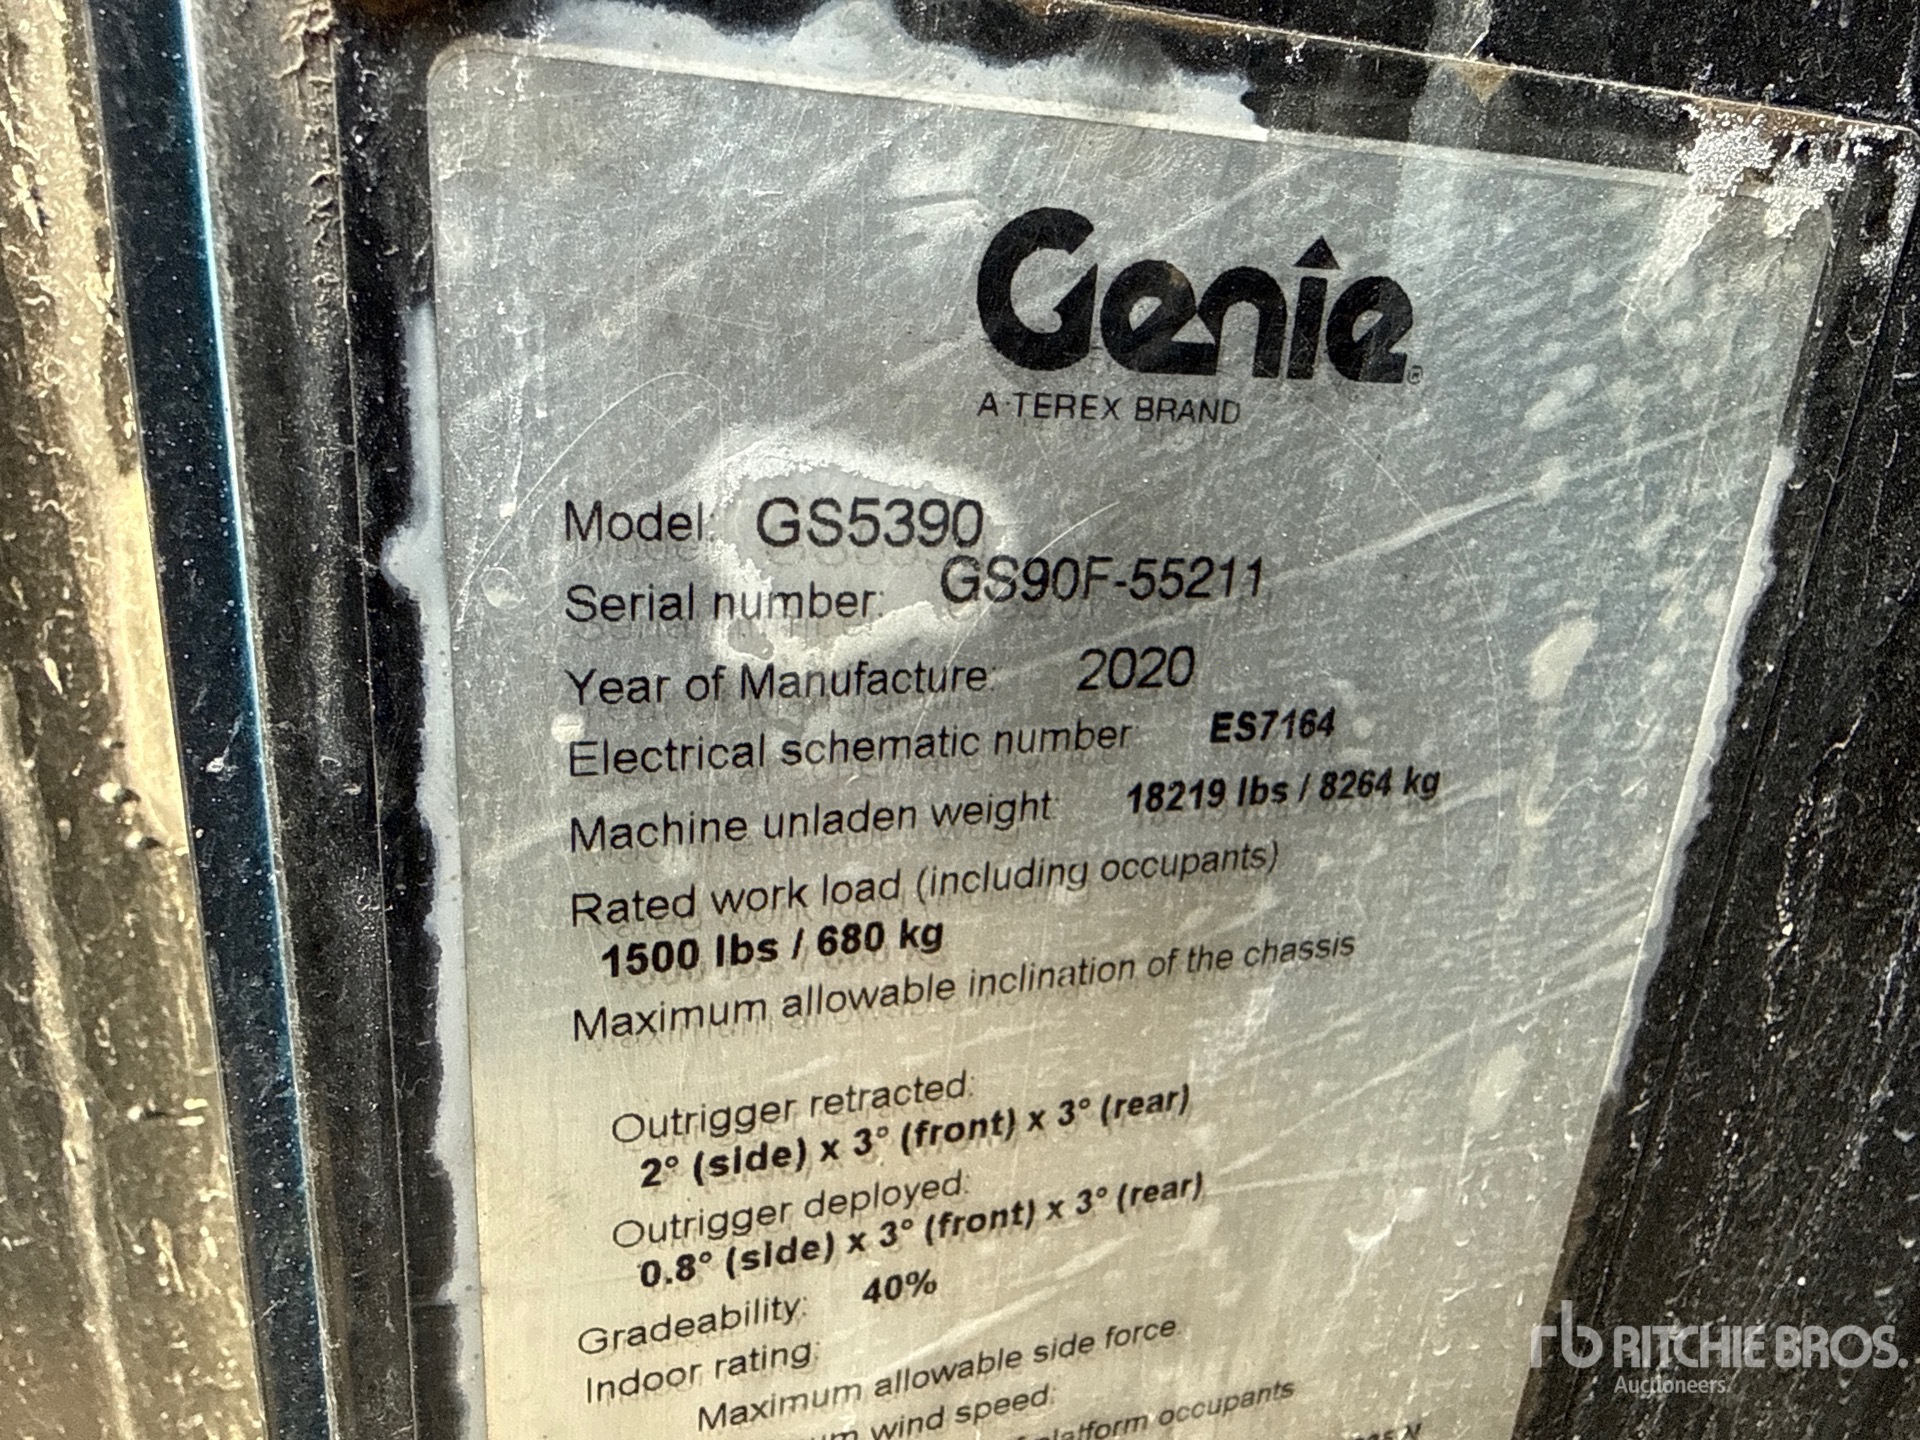 Genie®
A TEREX BRAND
Model: GS5390
Serial number: GS90F-55211
Year of Manufacture: 2020
Electrical schematic number: ES7164
Machine unladen weight: 18219 lbs / 8264 kg
Rated work load (including occupants)
1500 lbs / 680 kg
Maximum allowable inclination of the chassis
Outrigger retracted:
2° (side) x 3° (front) x 3° (rear)
Outrigger deployed:
0.8° (side) x 3° (front) x 3° (rear)
Gradeability: 40%
Indoor rating:
Maximum allowable side force
wind speed:
platform occupants
rb RITCHIE BROS.
Auctioneers